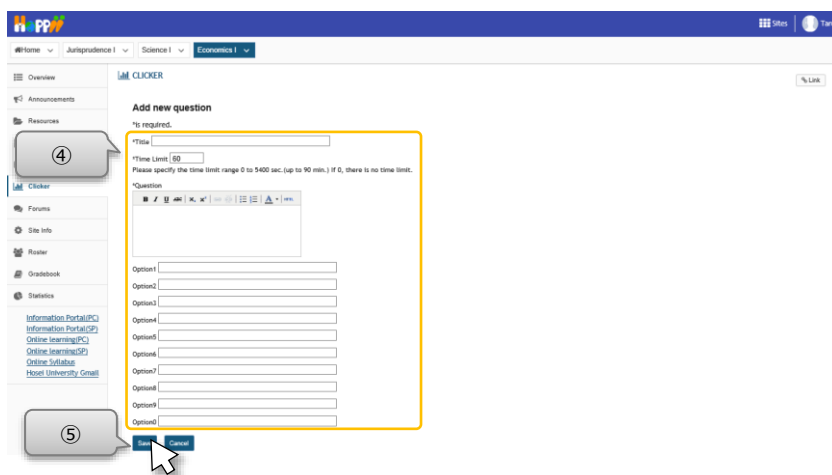 Hoppii
Sites
Home
Jurisprudence I
Science I
Economics I
Overview
Announcements
Resources
④
Clicker
Forums
Site Info
Roster
Gradebook
Statistics
Information Portal(PC)
Information Portal(SP)
Online learning(PC)
Online learning(SP)
Online Syllabus
Hosei University Gmail
CLICKER
Link
Add new question
*is required.
*Title
*Time Limit 60
Please specify the time limit range 0 to 5400 sec.(up to 90 min.) If 0, there is no time limit.
*Question
B I U abc x₂ x² A
Option1
Option2
Option3
Option4
Option5
Option6
Option7
Option8
Option9
Option0
⑤
Save Cancel